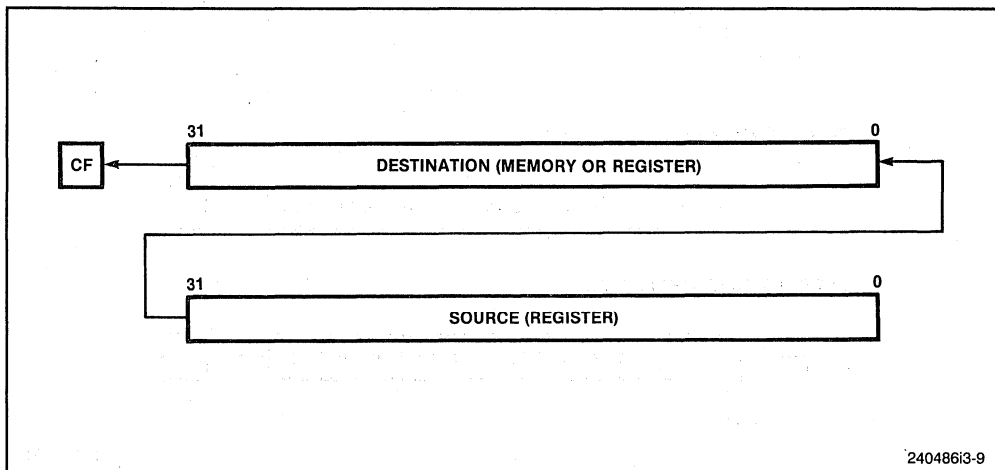 31 0
CF DESTINATION (MEMORY OR REGISTER)
31 0
SOURCE (REGISTER)
240486i3-9